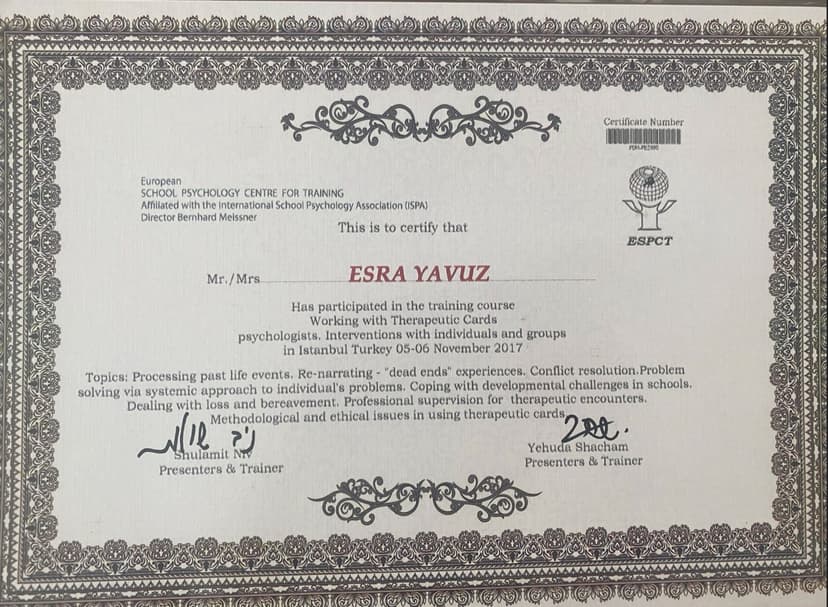 Certificate Number
European
SCHOOL PSYCHOLOGY CENTRE FOR TRAINING
Affiliated with the International School Psychology Association (ISPA)
Director Bernhard Meissner
ESPCT
This is to certify that
Mr./Mrs ESRA YAVUZ
Has participated in the training course
Working with Therapeutic Cards
psychologists. Interventions with individuals and groups
in Istanbul Turkey 05-06 November 2017
Topics: Processing past life events. Re-narrating - "dead ends" experiences. Conflict resolution.Problem
solving via systemic approach to individual's problems. Coping with developmental challenges in schools.
Dealing with loss and bereavement. Professional supervision for therapeutic encounters.
Methodological and ethical issues in using therapeutic cards.
Shulamit Niv
Presenters & Trainer
Yehuda Shacham
Presenters & Trainer